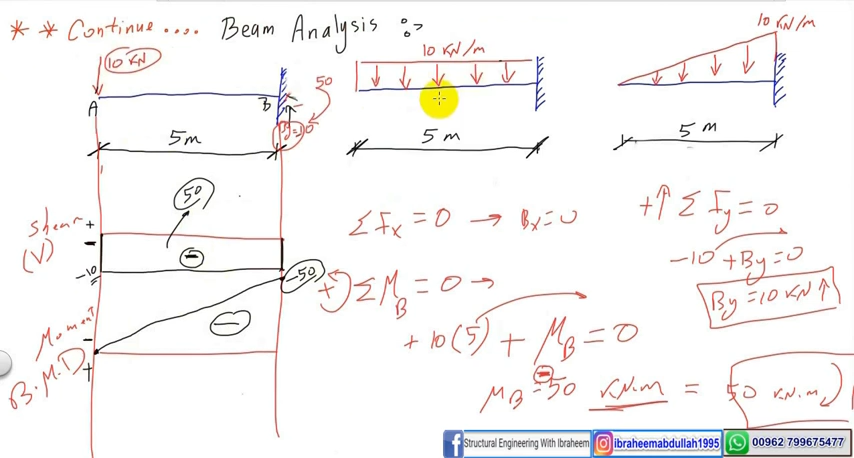 * * Continue .... Beam Analysis :-
10 KN
A
B
50
By=10
5m
10 KN/m
5 m
10 KN/m
5 m
Shear
(V)
+
-
-10
50
-
-50
Moment
B.M.D
-
+
-
ΣFx = 0 → Bx=0
+↑ ΣFy = 0
-10 + By = 0
By = 10 KN ↑
+ ΣMB = 0 →
+10(5) + MB = 0
MB = -50 KN.m = 50 KN.m
Structural Engineering With Ibraheem
ibraheemabdullah1995
00962 799675477